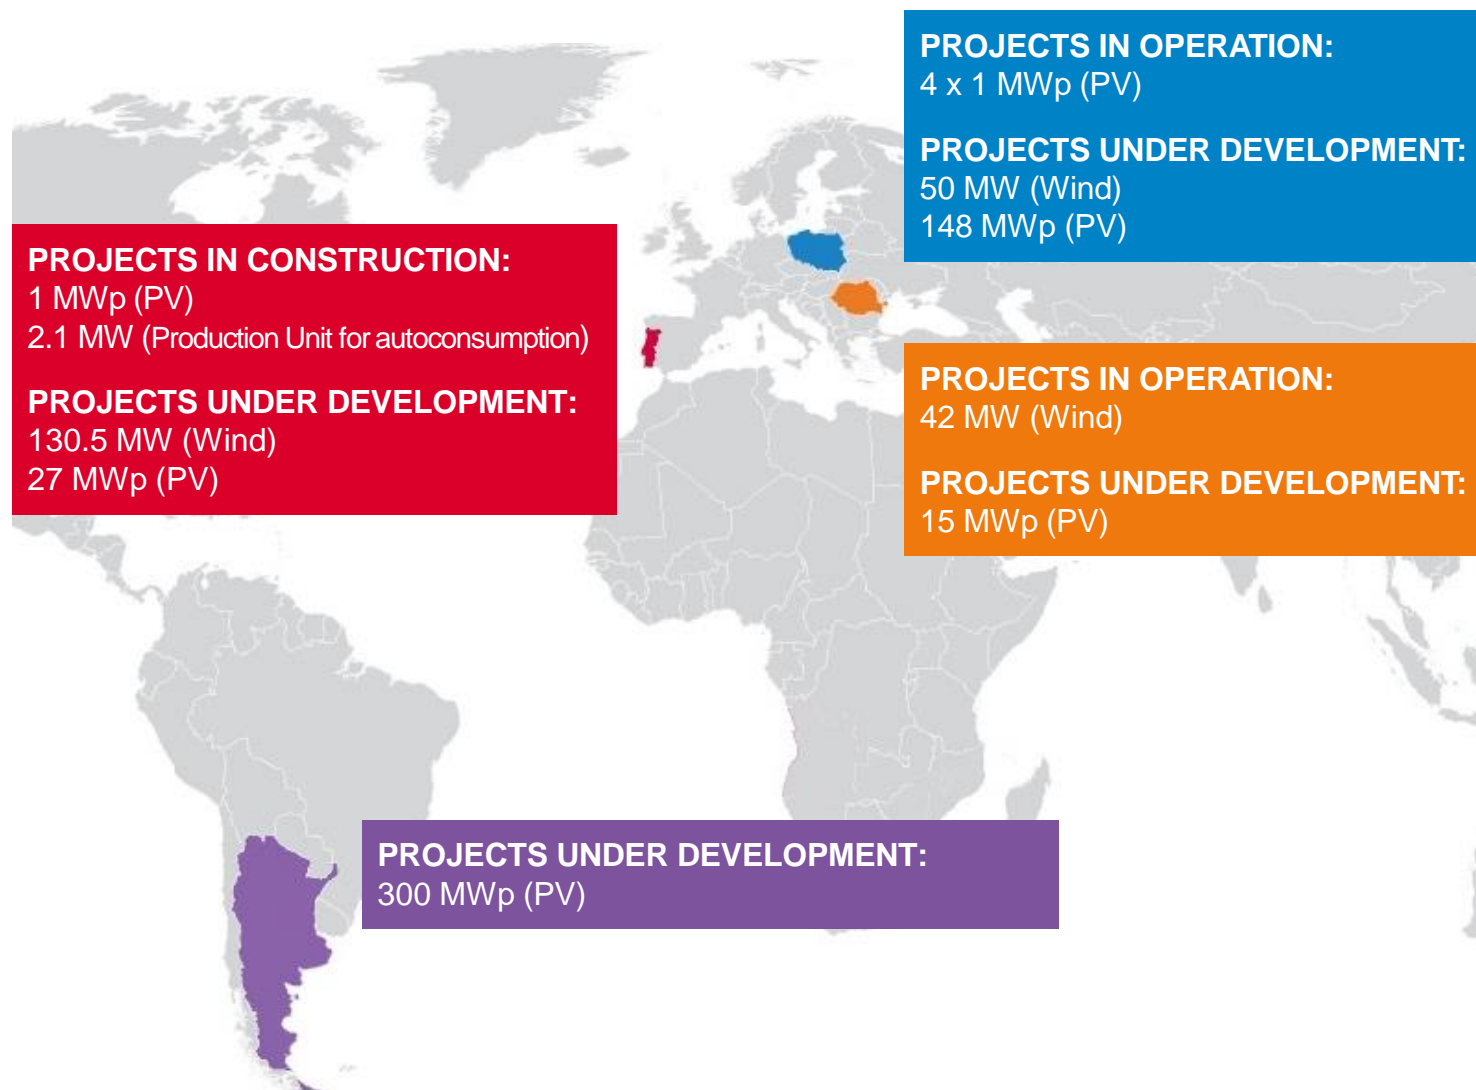 PROJECTS IN OPERATION:
4 x 1 MWp (PV)
PROJECTS UNDER DEVELOPMENT:
50 MW (Wind)
148 MWp (PV)
PROJECTS IN CONSTRUCTION:
1 MWp (PV)
2.1 MW (Production Unit for autoconsumption)
PROJECTS UNDER DEVELOPMENT:
130.5 MW (Wind)
27 MWp (PV)
PROJECTS IN OPERATION:
42 MW (Wind)
PROJECTS UNDER DEVELOPMENT:
15 MWp (PV)
PROJECTS UNDER DEVELOPMENT:
300 MWp (PV)